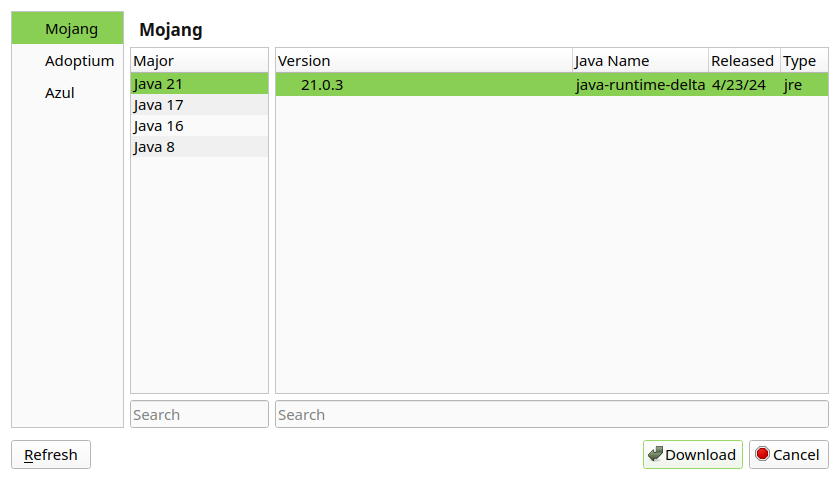 Mojang
Adoptium
Azul
Mojang
Major
Java 21
Java 17
Java 16
Java 8
Version Java Name Released Type
21.0.3 java-runtime-delta 4/23/24 jre
Search
Search
Refresh
Download
Cancel